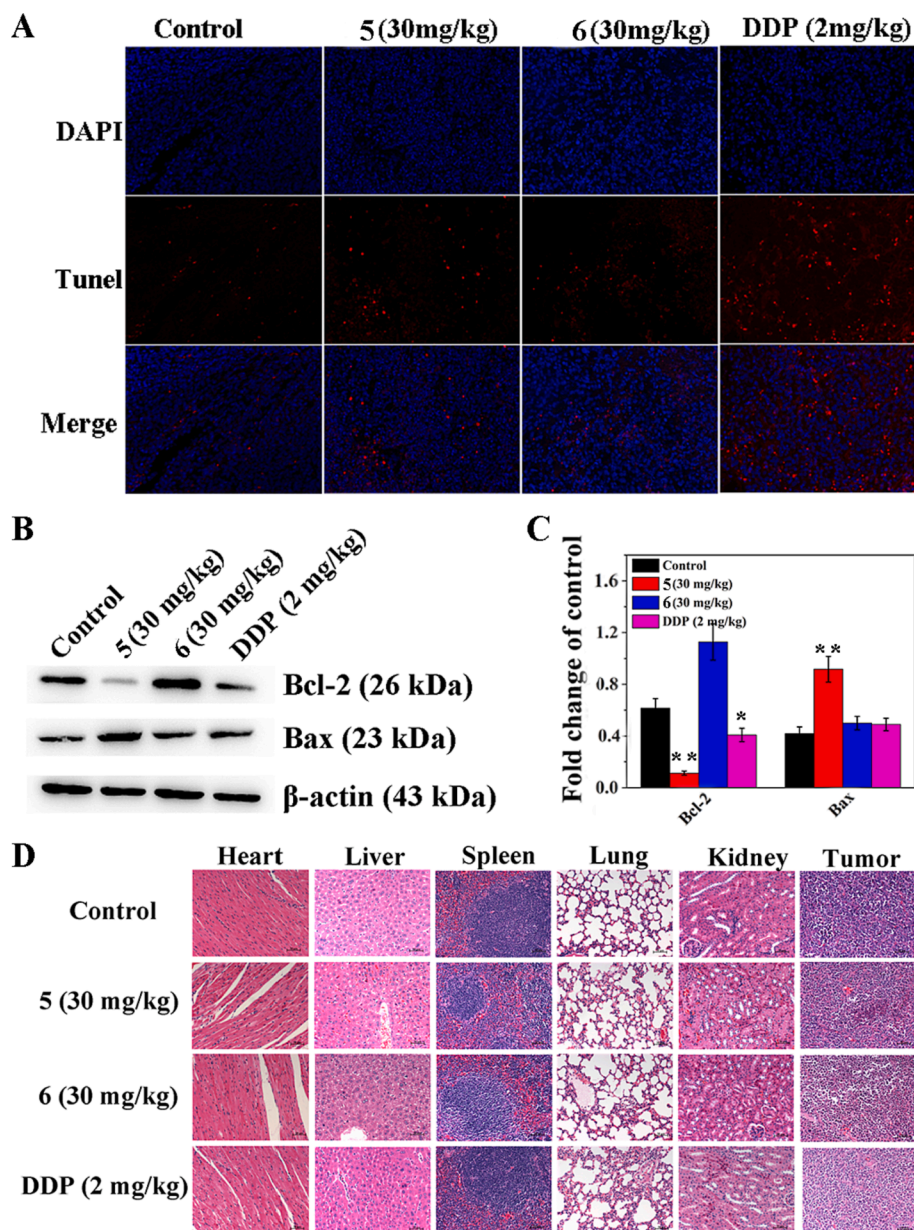 A
Control
5 (30mg/kg)
6 (30mg/kg)
DDP (2mg/kg)
DAPI
Tunel
Merge
B
Control
5 (30 mg/kg)
6 (30 mg/kg)
DDP (2 mg/kg)
Bcl-2 (26 kDa)
Bax (23 kDa)
β-actin (43 kDa)
C
Fold change of control
1.6
1.2
0.8
0.4
0.0
Control
5 (30 mg/kg)
6 (30 mg/kg)
DDP (2 mg/kg)
**
*
**
Bcl-2
Bax
D
Heart Liver Spleen Lung Kidney Tumor
Control
5 (30 mg/kg)
6 (30 mg/kg)
DDP (2 mg/kg)